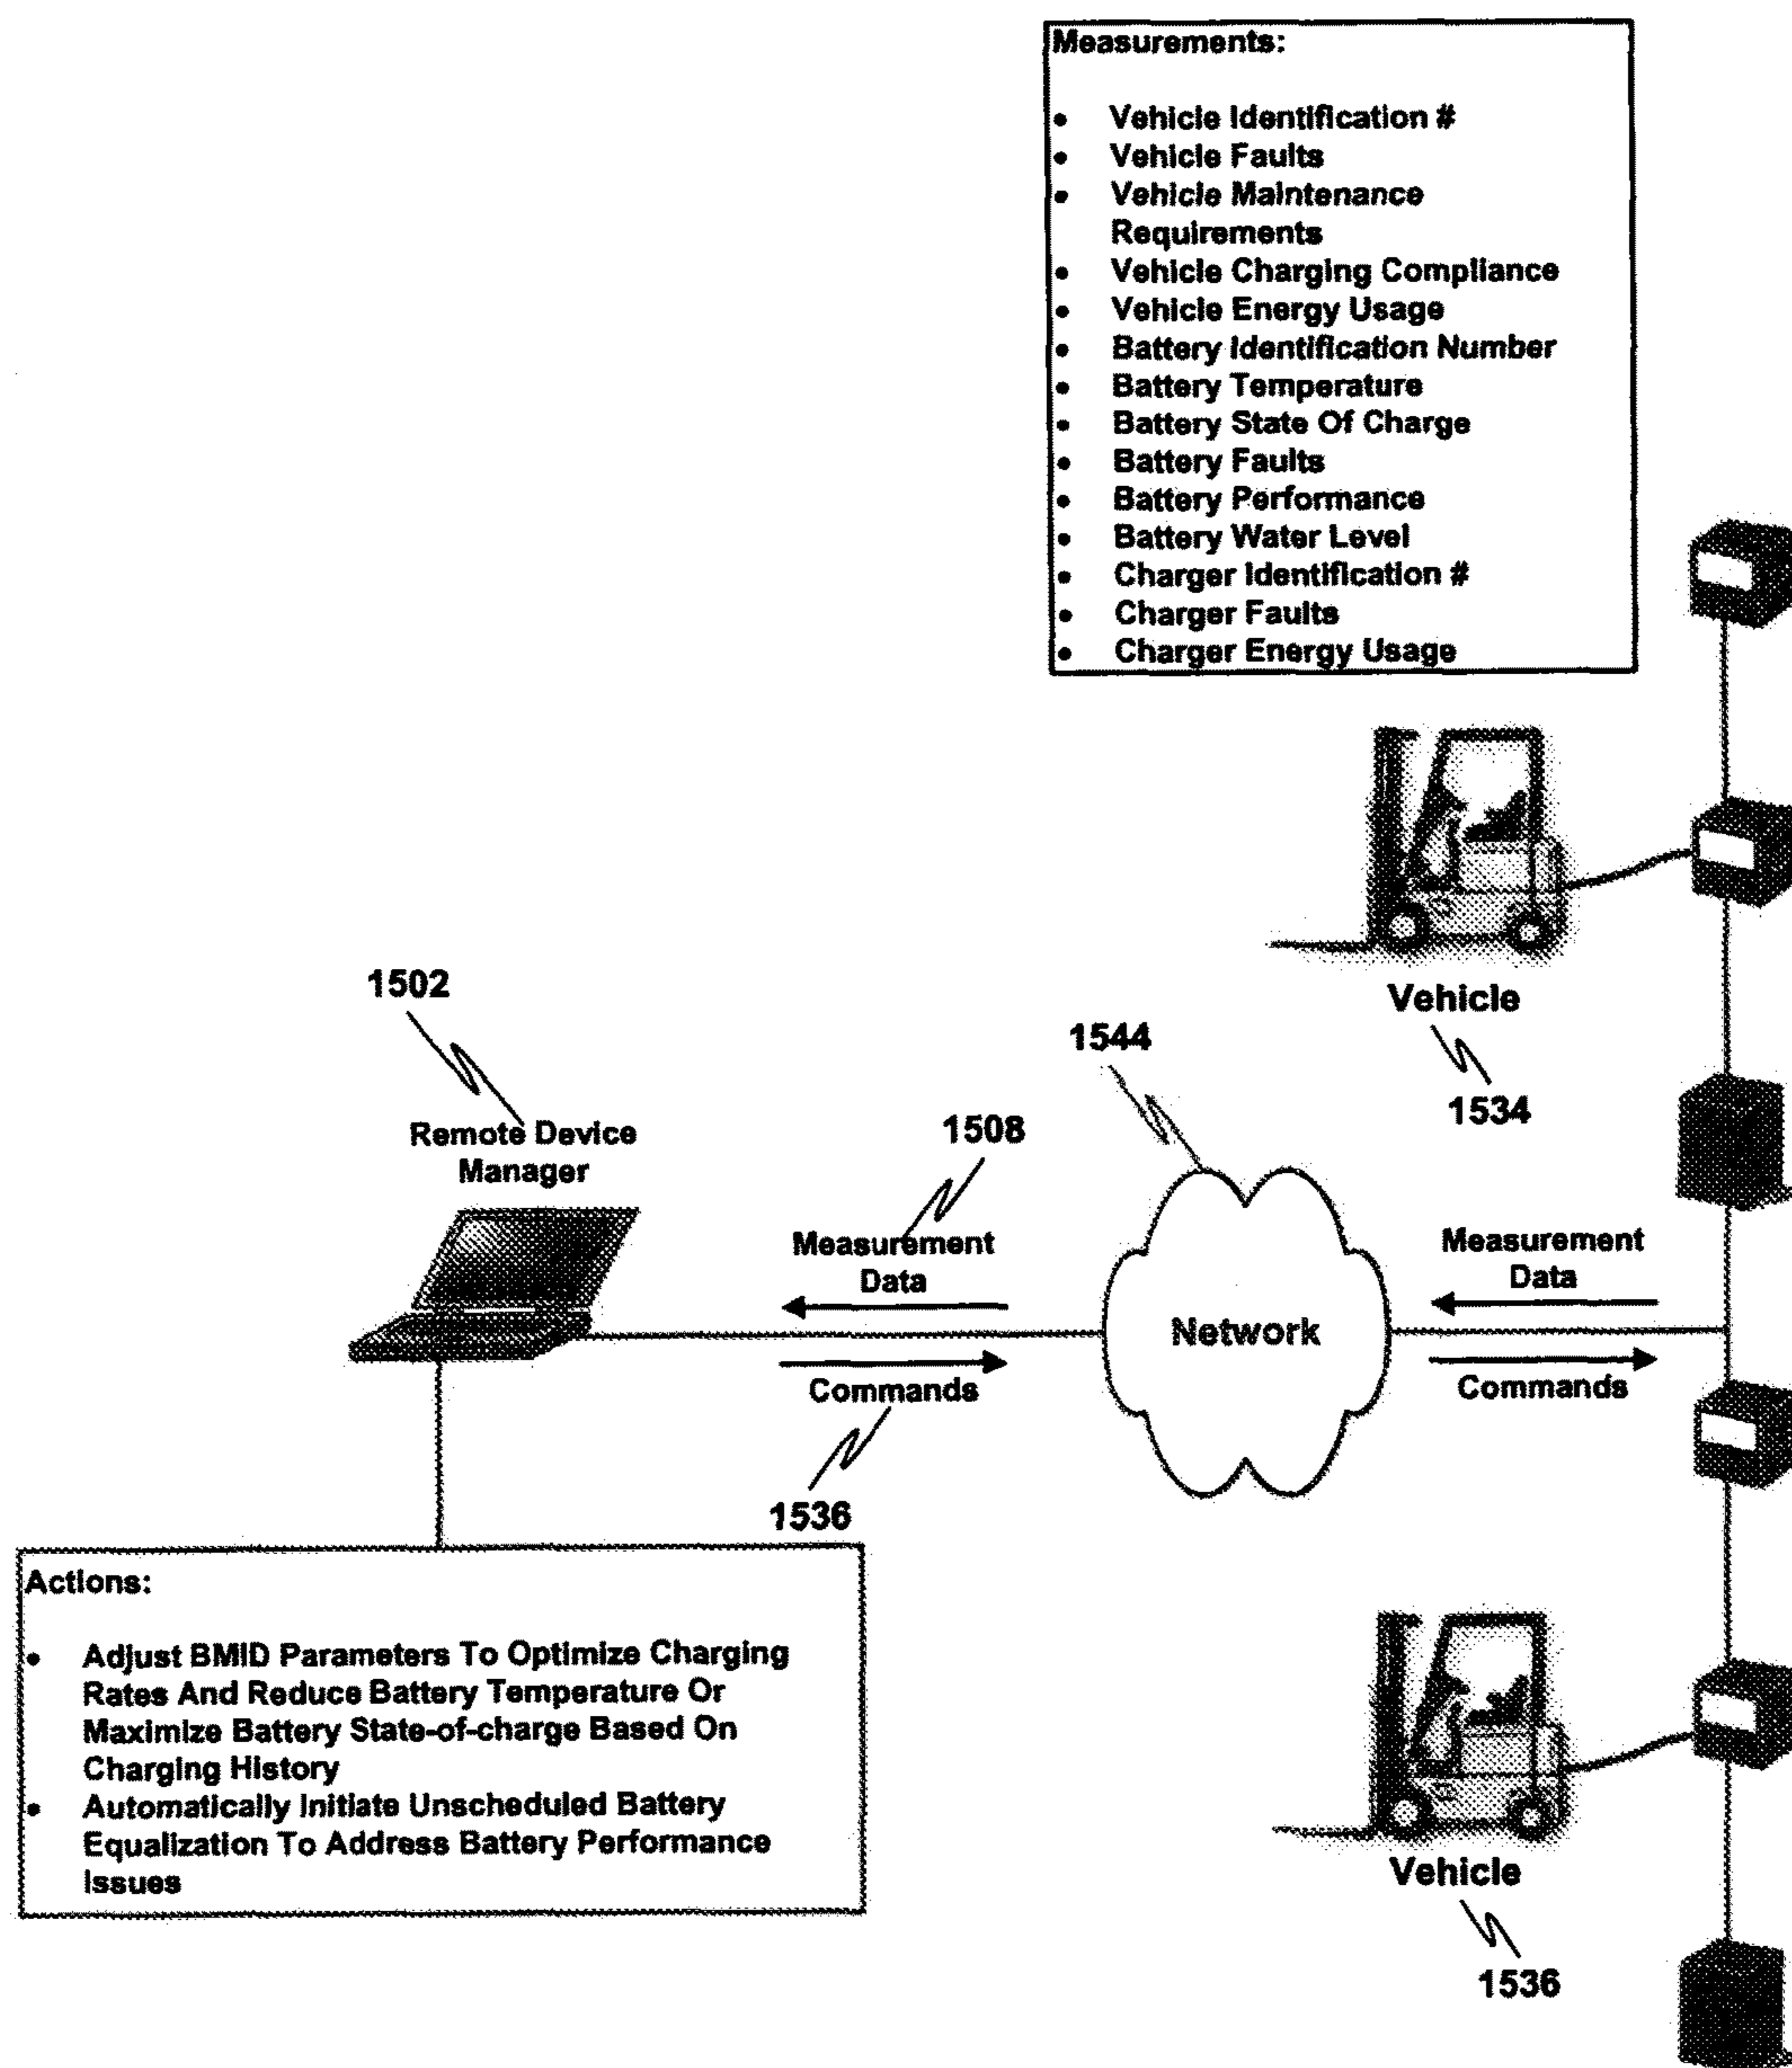 Measurements:
• Vehicle Identification #
• Vehicle Faults
• Vehicle Maintenance
Requirements
• Vehicle Charging Compliance
• Vehicle Energy Usage
• Battery Identification Number
• Battery Temperature
• Battery State Of Charge
• Battery Faults
• Battery Performance
• Battery Water Level
• Charger Identification #
• Charger Faults
• Charger Energy Usage
Vehicle
1534
1502
Remote Device
Manager
1508
Measurement
Data
Commands
1536
1544
Network
Measurement
Data
Commands
Actions:
• Adjust BMID Parameters To Optimize Charging
Rates And Reduce Battery Temperature Or
Maximize Battery State-of-charge Based On
Charging History
• Automatically Initiate Unscheduled Battery
Equalization To Address Battery Performance
Issues
Vehicle
1536